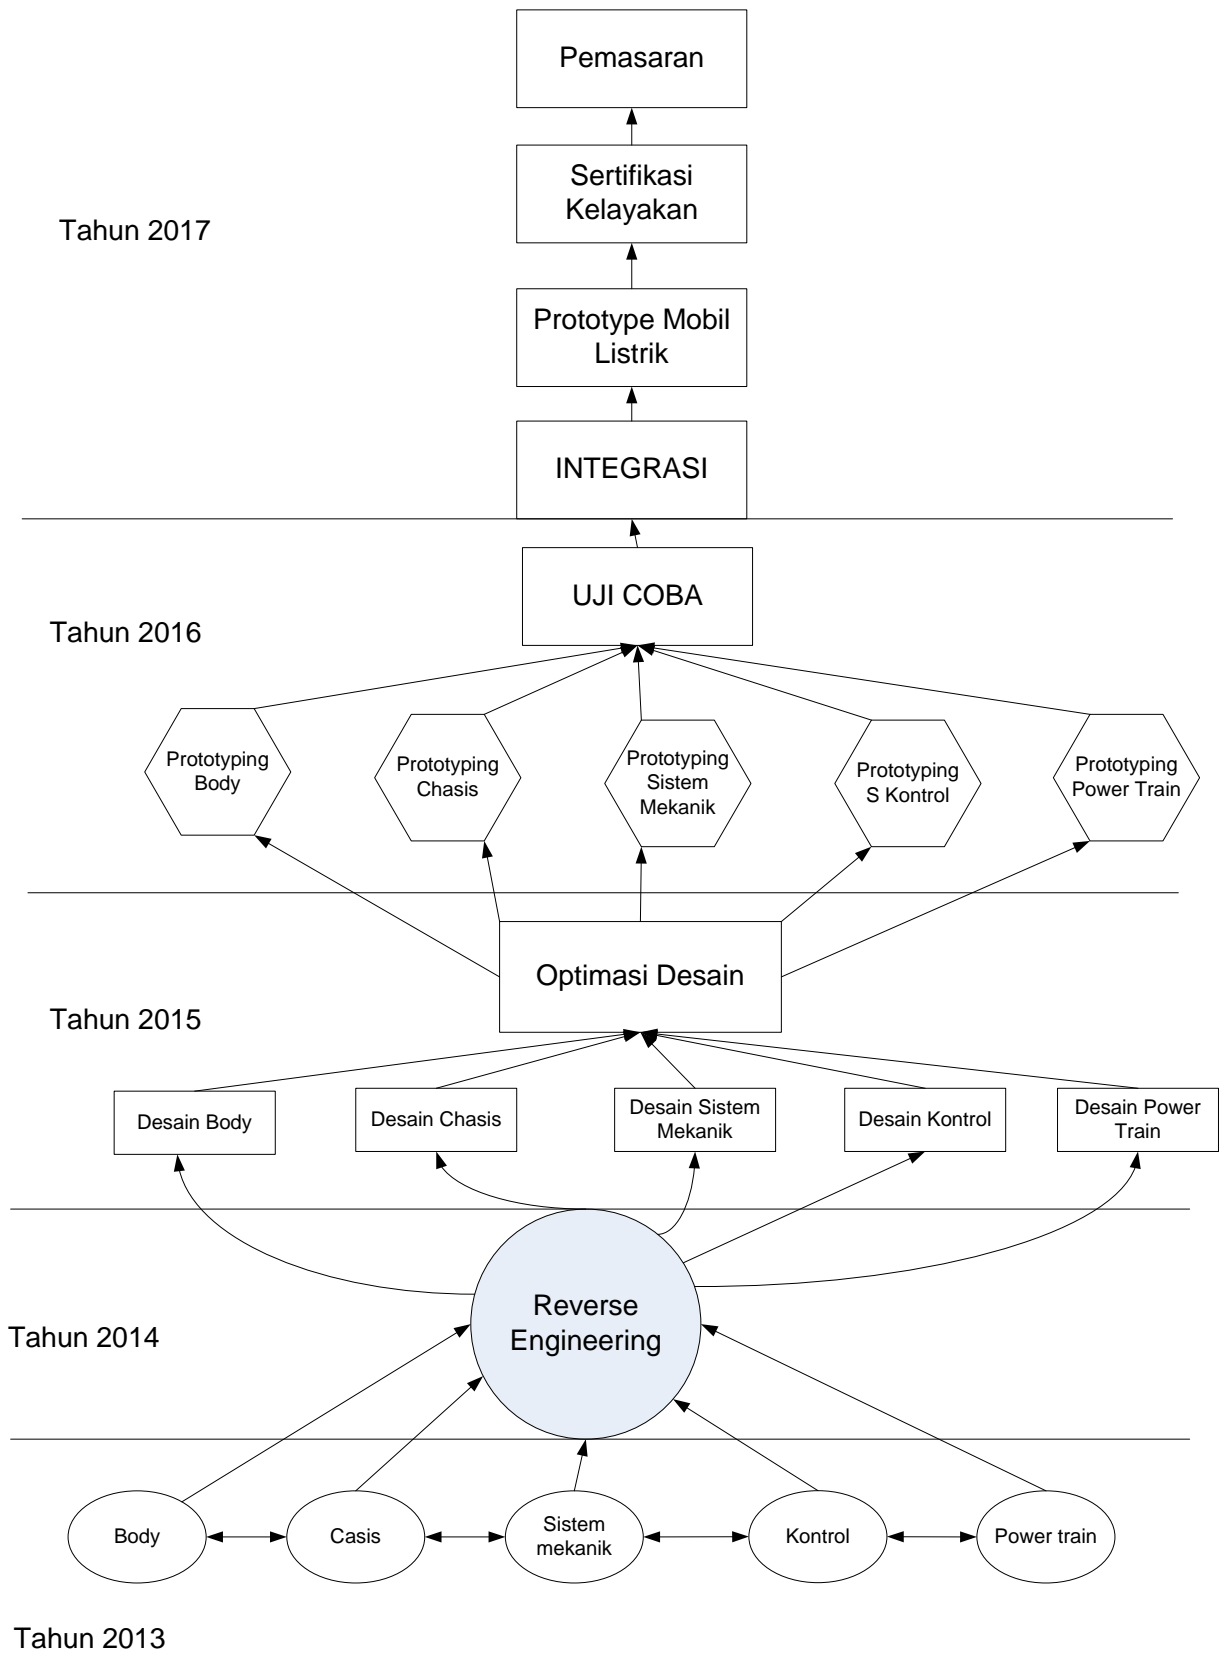 Pemasaran
Sertifikasi
Kelayakan
Tahun 2017
Prototype Mobil
Listrik
INTEGRASI
UJI COBA
Tahun 2016
Prototyping
Body
Prototyping
Chasis
Prototyping
Sistem
Mekanik
Prototyping
S Kontrol
Prototyping
Power Train
Optimasi Desain
Tahun 2015
Desain Body
Desain Chasis
Desain Sistem
Mekanik
Desain Kontrol
Desain Power
Train
Reverse
Engineering
Tahun 2014
Body
Casis
Sistem
mekanik
Kontrol
Power train
Tahun 2013